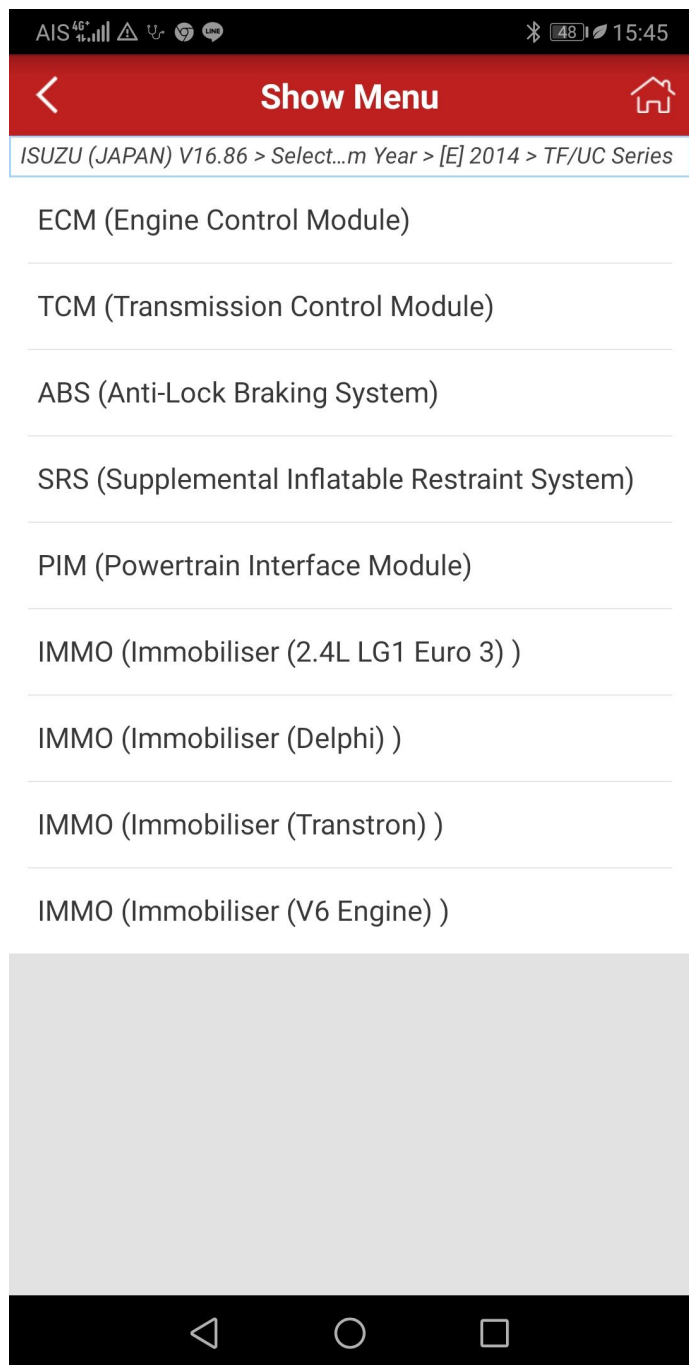 AIS 4G+ LINE 48 15:45
Show Menu
ISUZU (JAPAN) V16.86 > Select...m Year > [E] 2014 > TF/UC Series
ECM (Engine Control Module)
TCM (Transmission Control Module)
ABS (Anti-Lock Braking System)
SRS (Supplemental Inflatable Restraint System)
PIM (Powertrain Interface Module)
IMMO (Immobiliser (2.4L LG1 Euro 3) )
IMMO (Immobiliser (Delphi) )
IMMO (Immobiliser (Transtron) )
IMMO (Immobiliser (V6 Engine) )